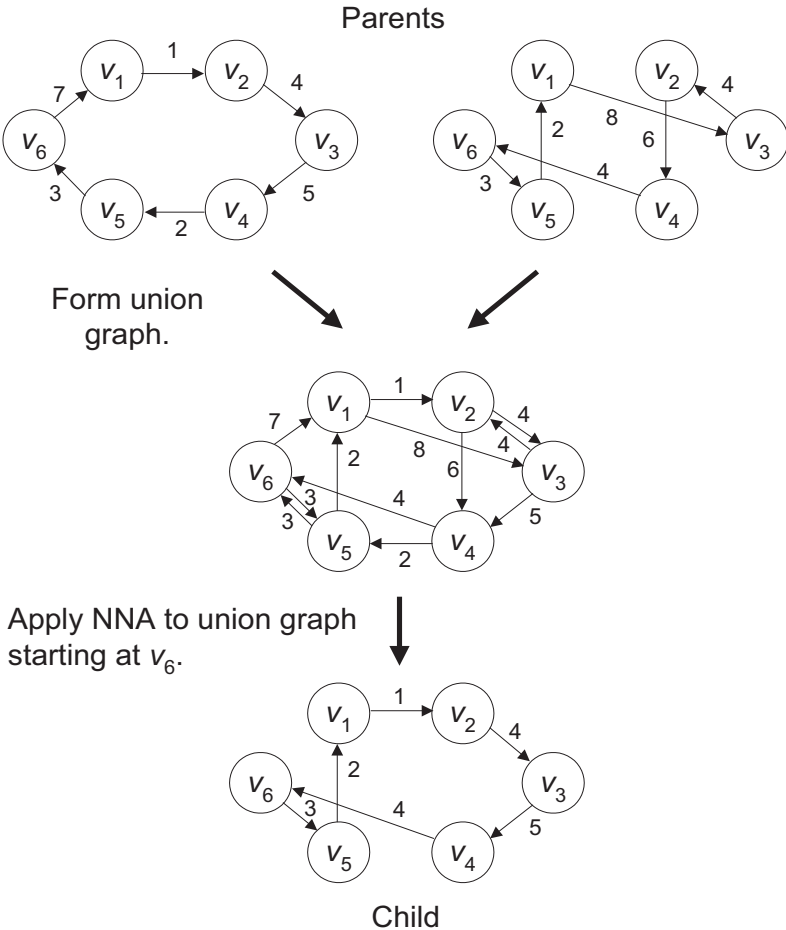 Parents
1
v1 v2 4
7
v6 v3
3 5
v5 2 v4
v1 v2 4
8
v6 2 6 v3
3 4
v5 v4
Form union
graph.
1
v1 v2 4
7 4
2 8 6
v6 v3
3 4 5
3
v5 2 v4
Apply NNA to union graph
starting at v6.
1
v1 v2 4
2
v6 v3
3 4 5
v5 v4
Child